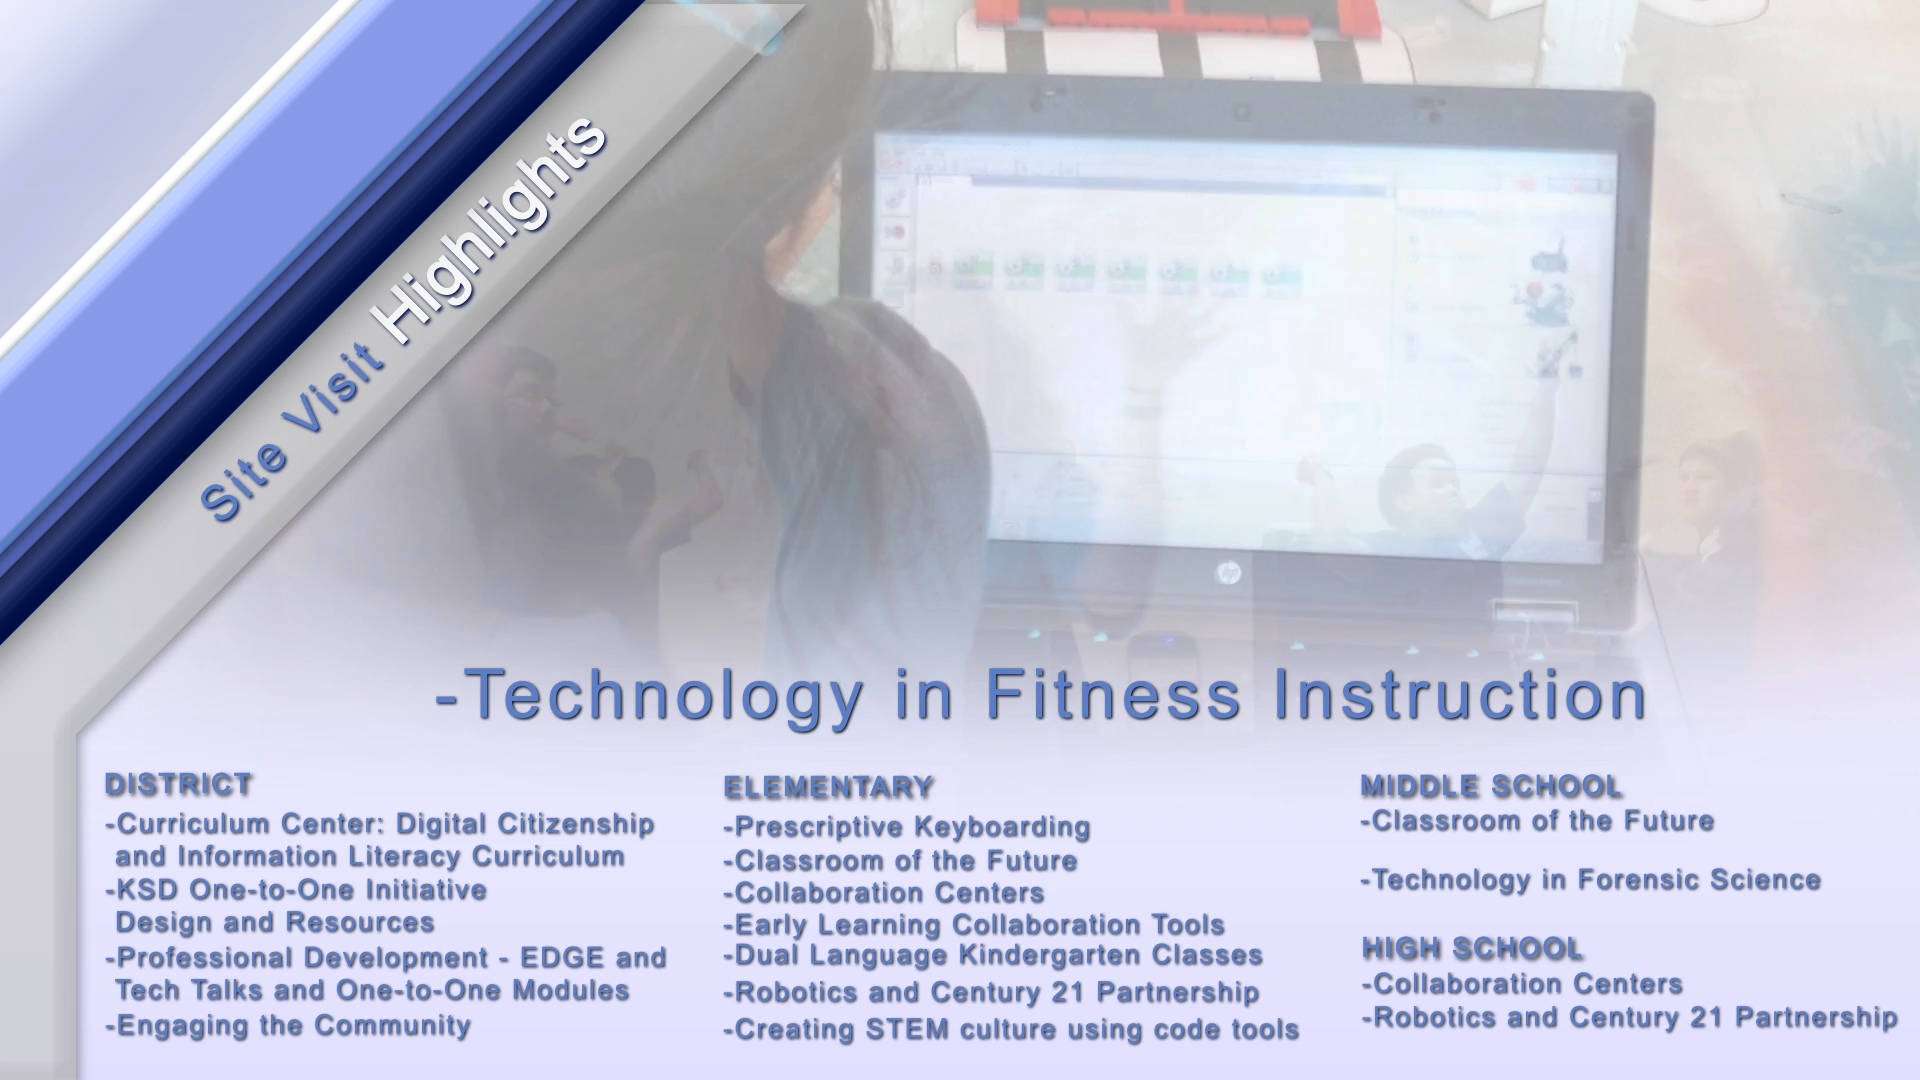 Site Visit Highlights
-Technology in Fitness Instruction
DISTRICT
-Curriculum Center: Digital Citizenship
and Information Literacy Curriculum
-KSD One-to-One Initiative
Design and Resources
-Professional Development - EDGE and
Tech Talks and One-to-One Modules
-Engaging the Community
ELEMENTARY
-Prescriptive Keyboarding
-Classroom of the Future
-Collaboration Centers
-Early Learning Collaboration Tools
-Dual Language Kindergarten Classes
-Robotics and Century 21 Partnership
-Creating STEM culture using code tools
MIDDLE SCHOOL
-Classroom of the Future
-Technology in Forensic Science
HIGH SCHOOL
-Collaboration Centers
-Robotics and Century 21 Partnership
hp